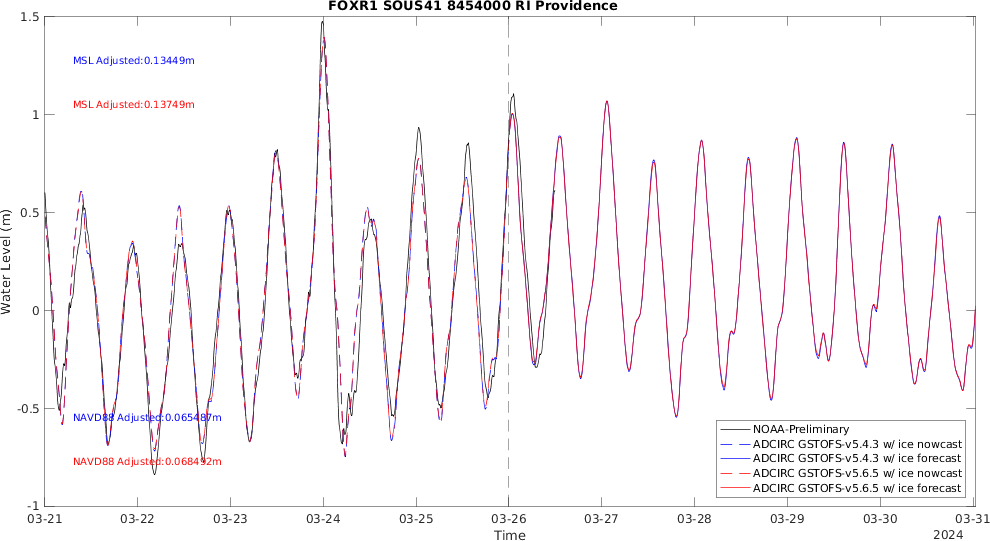 FOXR1 SOUS41 8454000 RI Providence
1.5
MSL Adjusted:0.13449m
MSL Adjusted:0.13749m
1
0.5
Water Level (m)
0
-0.5
NAVD88 Adjusted:0.065487m
NAVD88 Adjusted:0.068492m
NOAA-Preliminary
ADCIRC GSTOFS-v5.4.3 w/ ice nowcast
ADCIRC GSTOFS-v5.4.3 w/ ice forecast
ADCIRC GSTOFS-v5.6.5 w/ ice nowcast
ADCIRC GSTOFS-v5.6.5 w/ ice forecast
-1
03-21 03-22 03-23 03-24 03-25 03-26 03-27 03-28 03-29 03-30 03-31
Time
2024